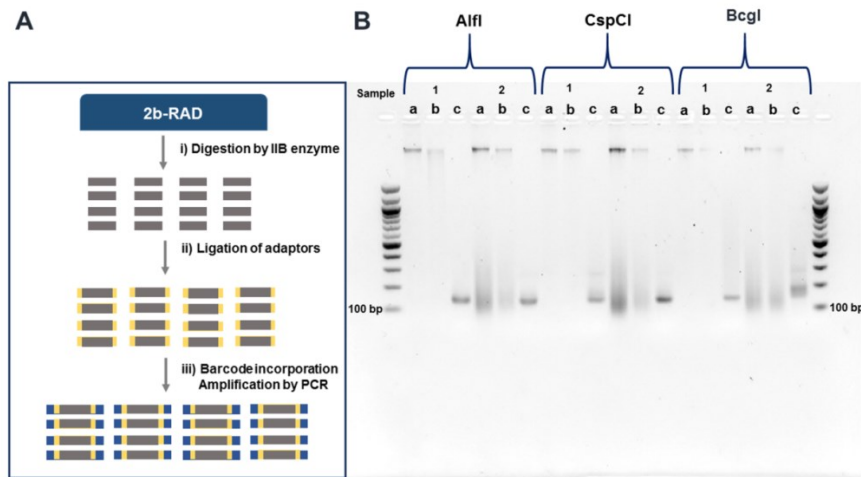 A
2b-RAD
i) Digestion by IIB enzyme
ii) Ligation of adaptors
iii) Barcode incorporation
Amplification by PCR
B
AlfI CspCI BcgI
Sample 1 2 1 2 1 2
a b c a b c a b c a b c a b c a b c
100 bp 100 bp